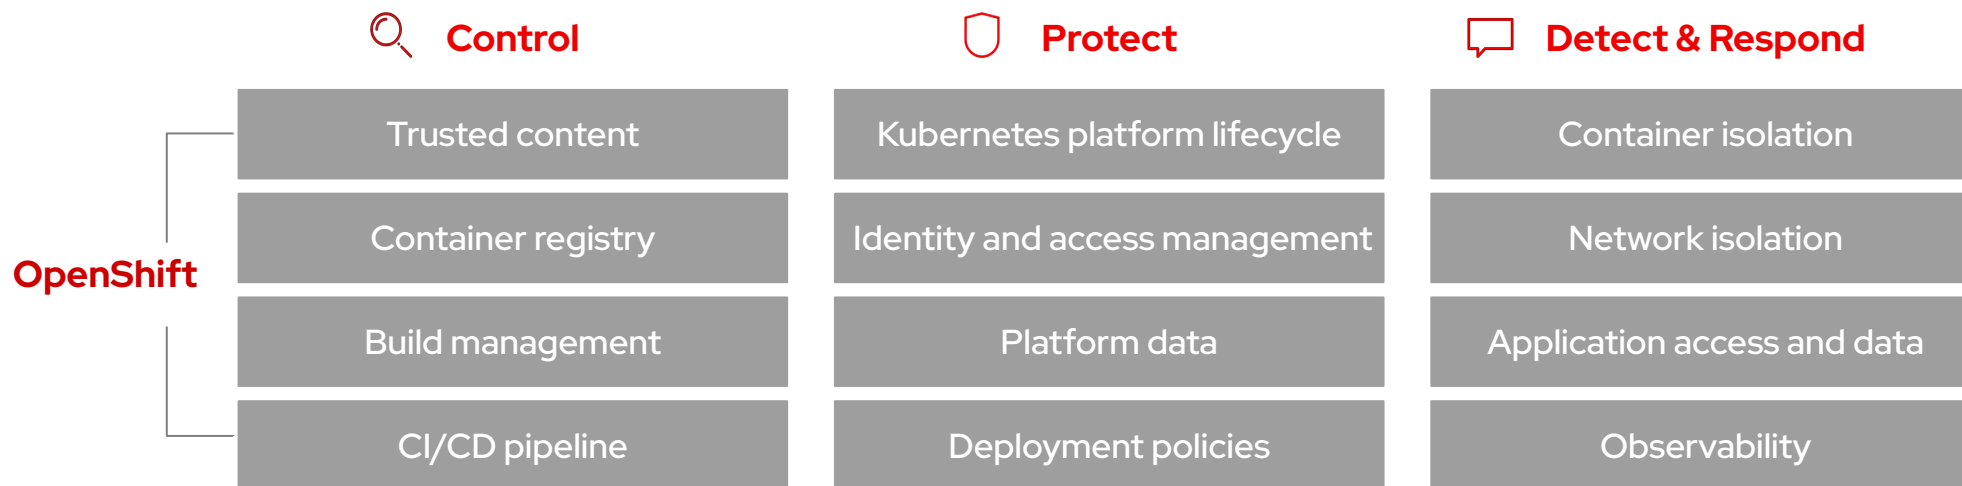 Control
Protect
Detect & Respond
Trusted content
Kubernetes platform lifecycle
Container isolation
Container registry
Identity and access management
Network isolation
OpenShift
Build management
Platform data
Application access and data
CI/CD pipeline
Deployment policies
Observability